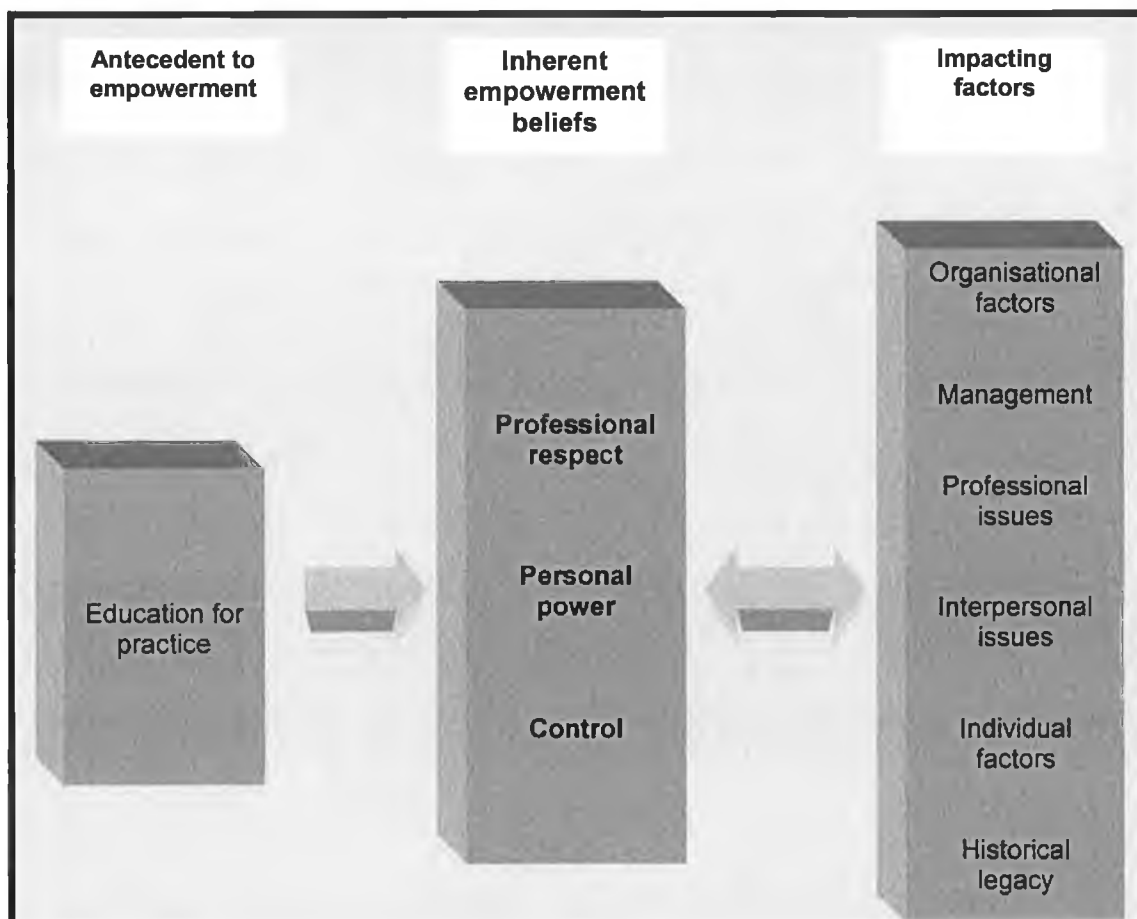 Antecedent to
empowerment
Inherent
empowerment
beliefs
Impacting
factors
Education for
practice
Professional
respect
Personal
power
Control
Organisational
factors
Management
Professional
issues
Interpersonal
issues
Individual
factors
Historical
legacy